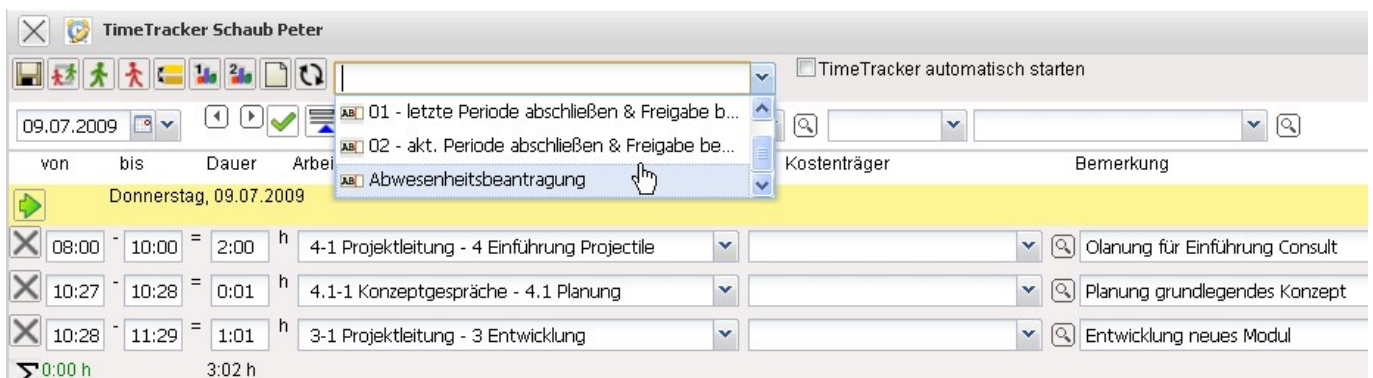 TimeTracker Schaub Peter
TimeTracker automatisch starten
01 - letzte Periode abschließen & Freigabe b...
09.07.2009
02 - akt. Periode abschließen & Freigabe be...
von bis Dauer Arbei Kostenträger Bemerkung
Abwesenheitsbeantragung
Donnerstag, 09.07.2009
08:00 - 10:00 = 2:00 h 4-1 Projektleitung - 4 Einführung Projectile Olanung für Einführung Consult
10:27 - 10:28 = 0:01 h 4.1-1 Konzeptgespräche - 4.1 Planung Planung grundlegendes Konzept
10:28 - 11:29 = 1:01 h 3-1 Projektleitung - 3 Entwicklung Entwicklung neues Modul
Σ 0:00 h 3:02 h